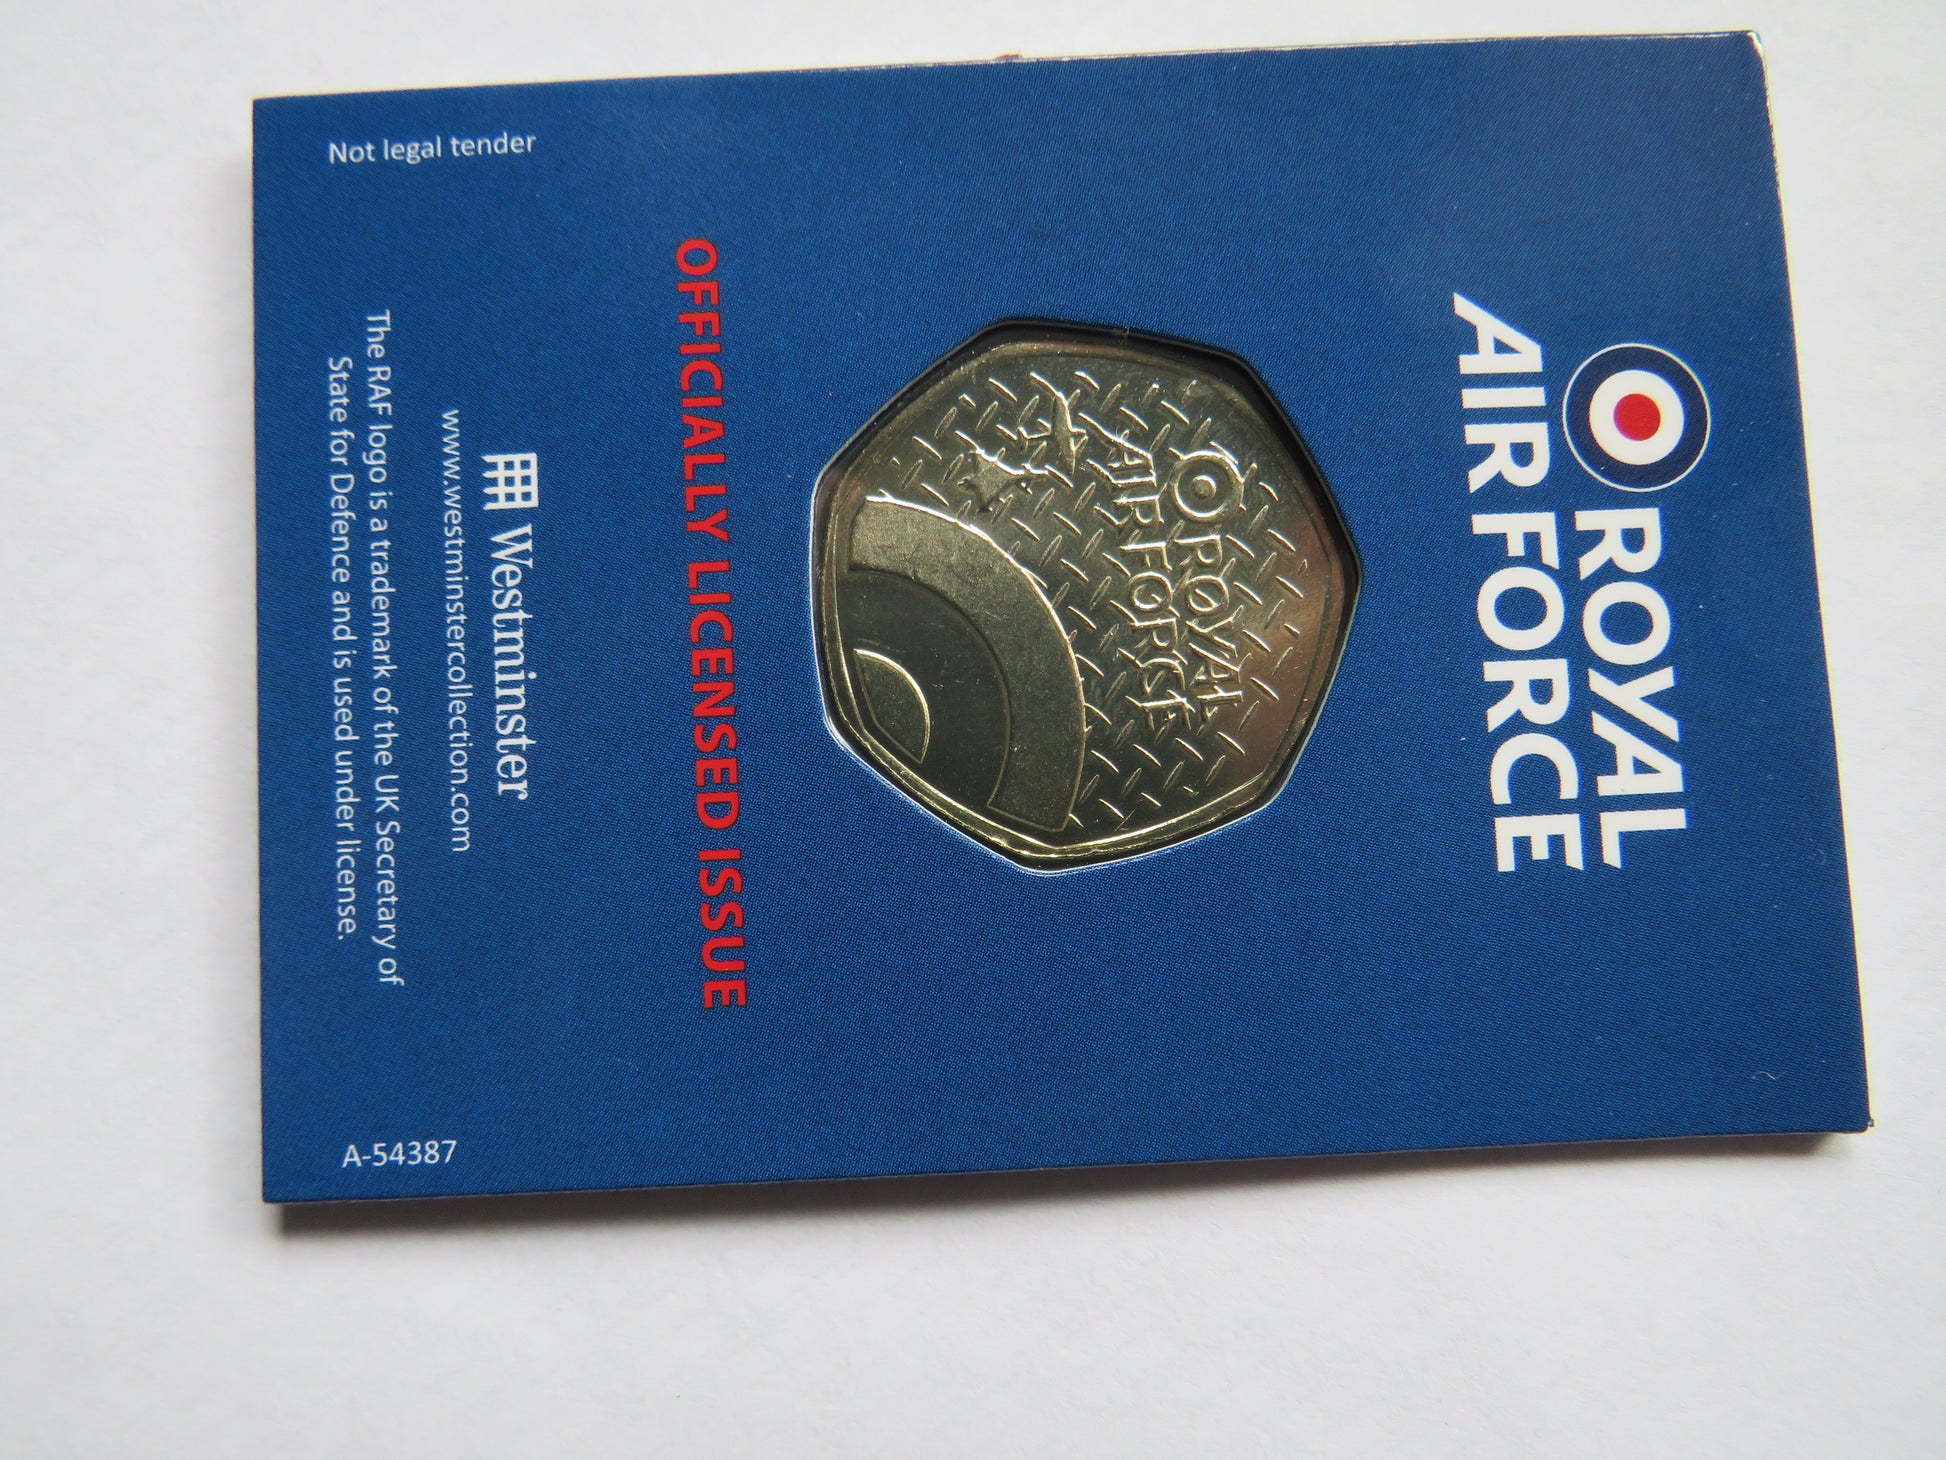 ROYAL
AIR FORCE
ROYAL
AIR FORCE
OFFICIALLY LICENSED ISSUE
Westminster
www.westminstercollection.com
The RAF logo is a trademark of the UK Secretary of
State for Defence and is used under license.
Not legal tender
A-54387